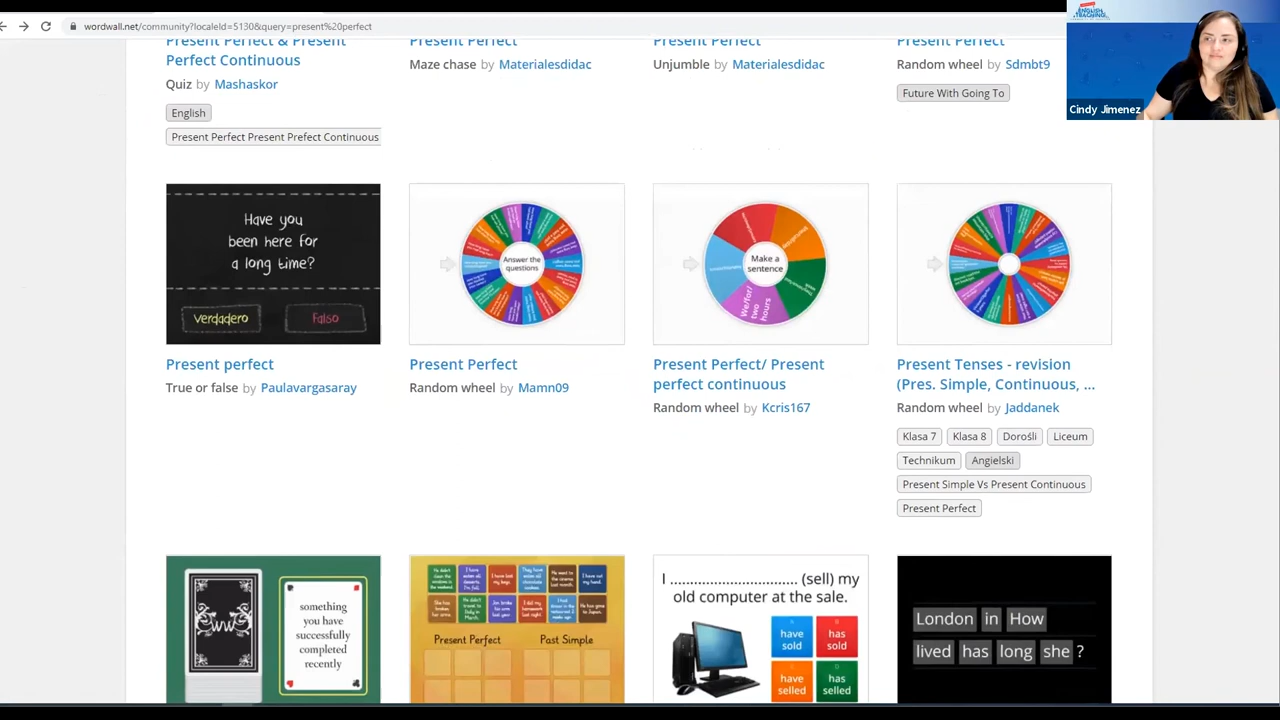 wordwall.net/community?localeId=5130&query=present%20perfect
ENGLISH
TEACHING
Cindy Jimenez
Present Perfect & Present
Perfect Continuous
Quiz by Mashaskor
English
Present Perfect Present Prefect Continuous
Present Perfect
Maze chase by Materialesdidac
Present Perfect
Unjumble by Materialesdidac
Present Perfect
Random wheel by Sdmbt9
Future With Going To
Have you
been here for
a long time?
Verdadero
Falso
Present perfect
True or false by Paulavargasaray
Answer the
questions
Present Perfect
Random wheel by Mamn09
Make a
sentence
We/for/
two
hours
Present Perfect/ Present
perfect continuous
Random wheel by Kcris167
Present Tenses - revision
(Pres. Simple, Continuous, ...
Random wheel by Jaddanek
Klasa 7
Klasa 8
Dorośli
Liceum
Technikum
Angielski
Present Simple Vs Present Continuous
Present Perfect
something
you have
successfully
completed
recently
Present Perfect
Past Simple
I .............................. (sell) my
old computer at the sale.
have
sold
has
sold
have
selled
has
selled
London in How
lived has long she ?